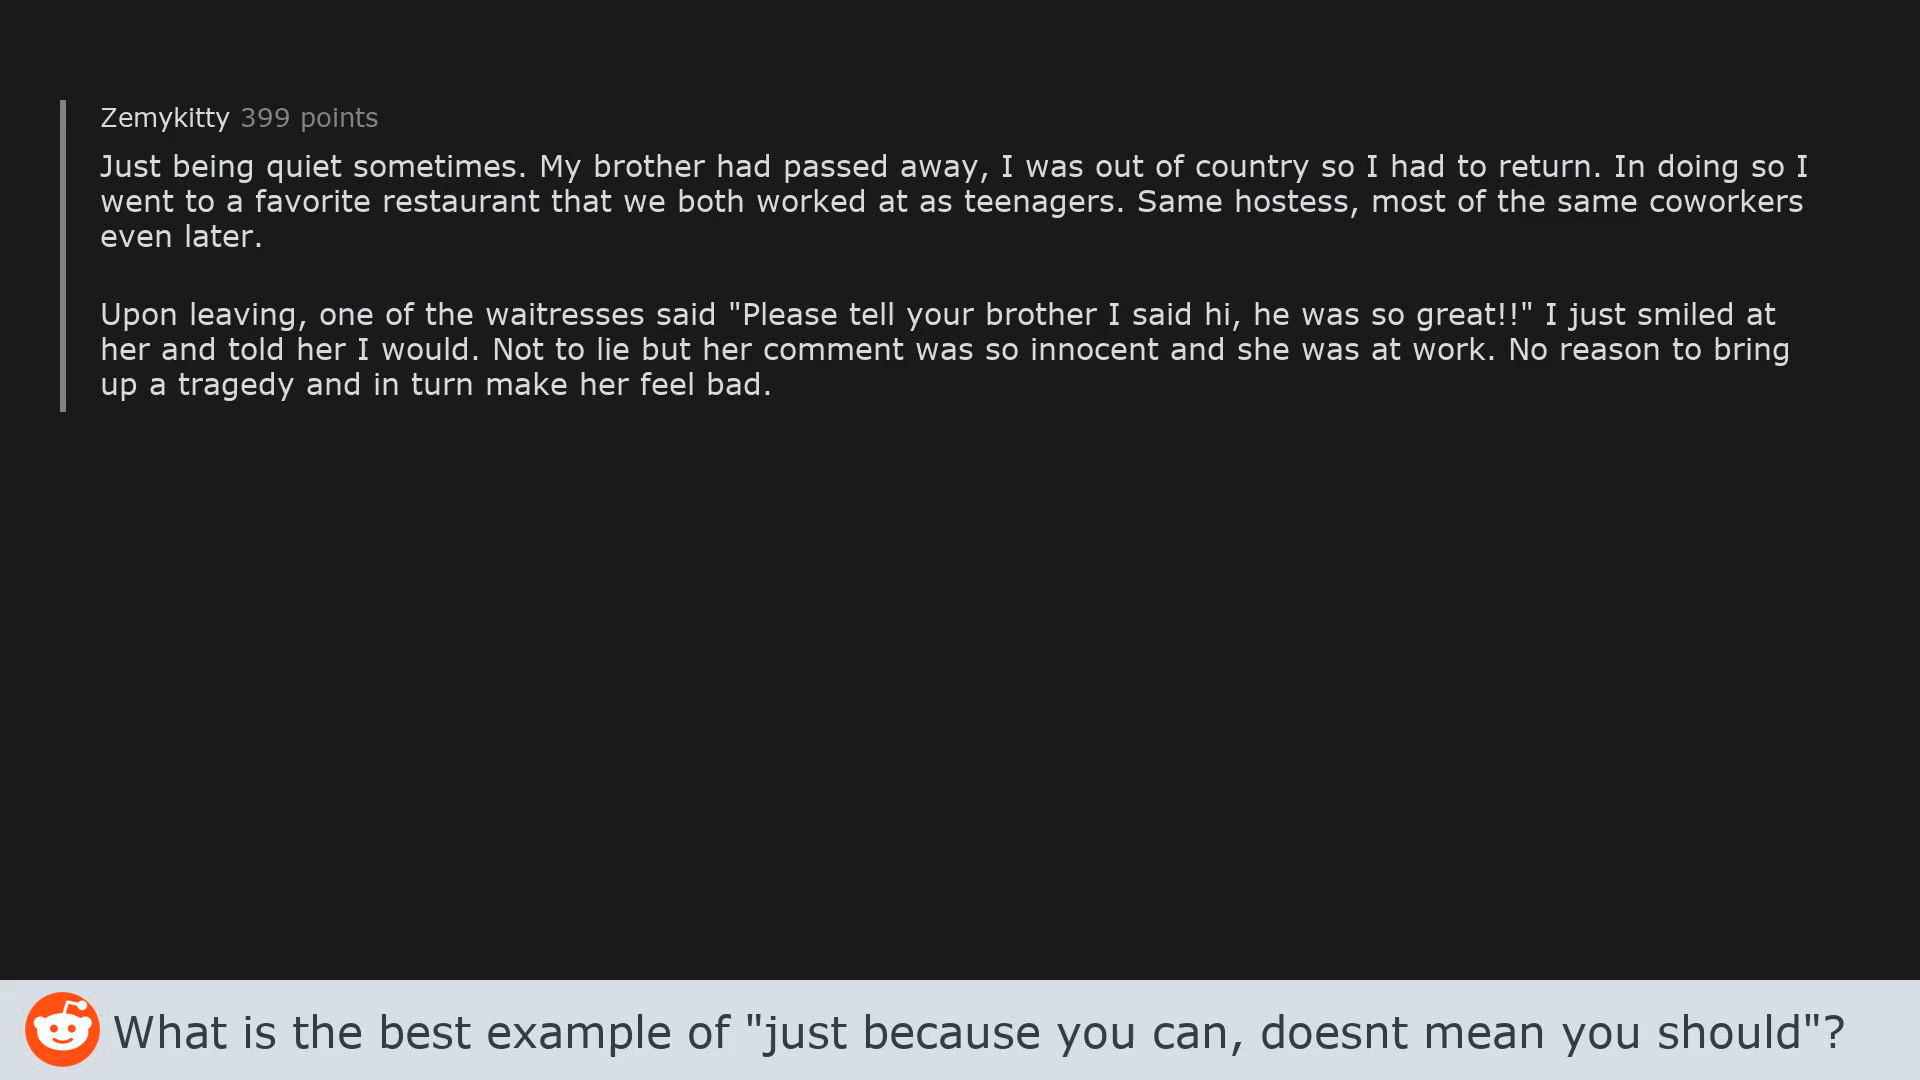 Zemykitty 399 points
Just being quiet sometimes. My brother had passed away, I was out of country so I had to return. In doing so I
went to a favorite restaurant that we both worked at as teenagers. Same hostess, most of the same coworkers
even later.
Upon leaving, one of the waitresses said "Please tell your brother I said hi, he was so great!!" I just smiled at
her and told her I would. Not to lie but her comment was so innocent and she was at work. No reason to bring
up a tragedy and in turn make her feel bad.
What is the best example of "just because you can, doesnt mean you should"?